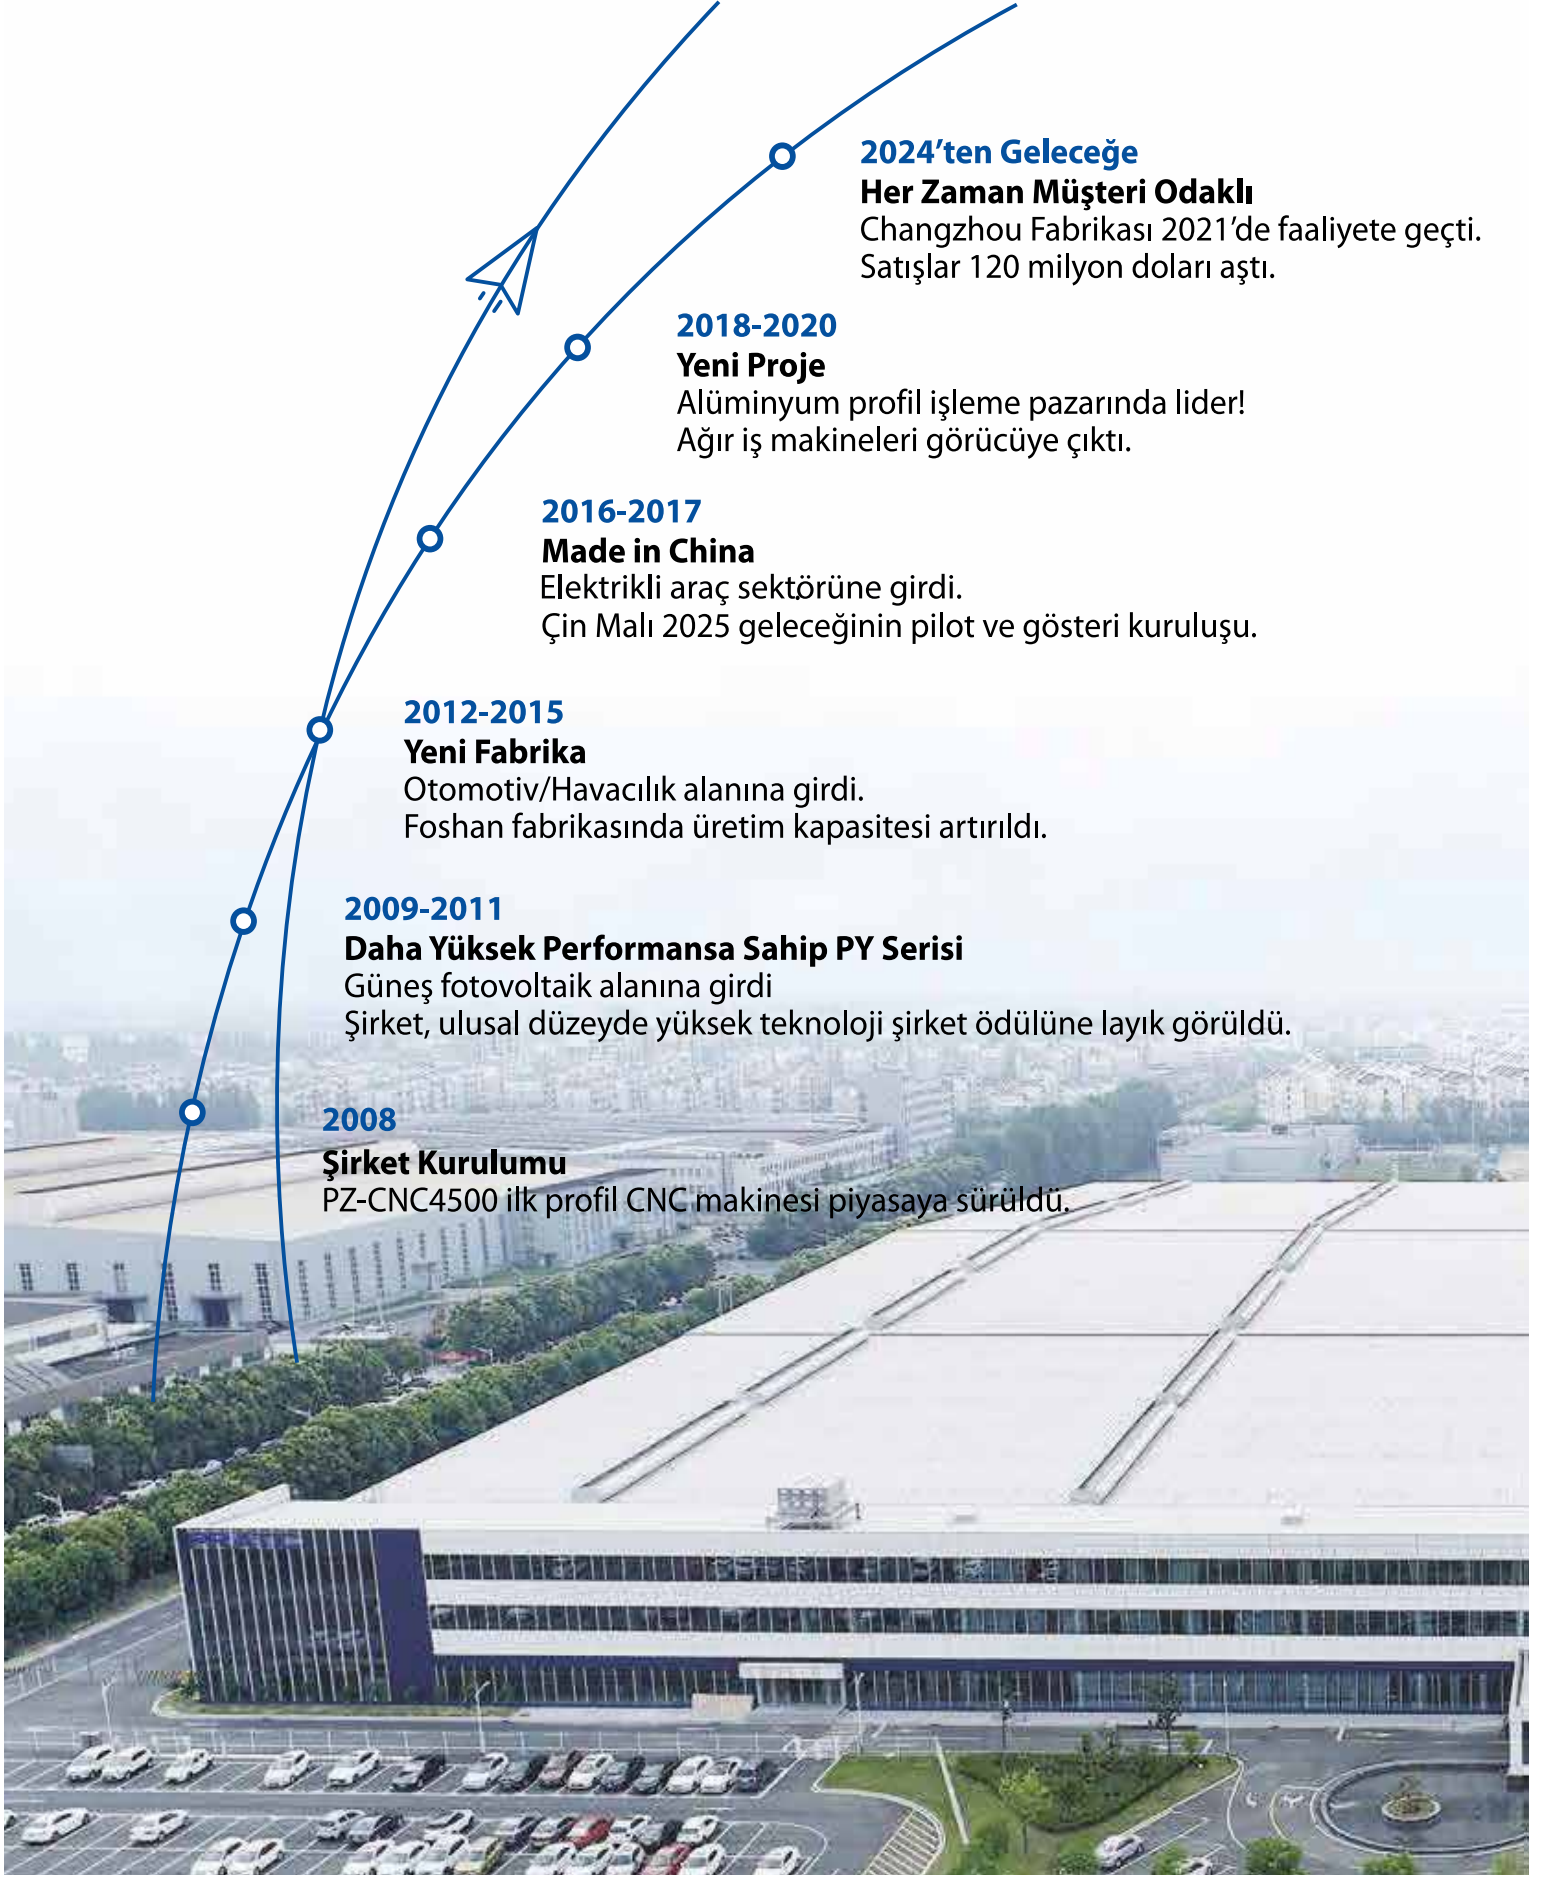 2024’ten Geleceğe
Her Zaman Müşteri Odaklı
Changzhou Fabrikası 2021’de faaliyete geçti.
Satışlar 120 milyon doları aştı.
2018-2020
Yeni Proje
Alüminyum profil işleme pazarında lider!
Ağır iş makineleri görücüye çıktı.
2016-2017
Made in China
Elektrikli araç sektörüne girdi.
Çin Malı 2025 geleceğinin pilot ve gösteri kuruluşu.
2012-2015
Yeni Fabrika
Otomotiv/Havacılık alanına girdi.
Foshan fabrikasında üretim kapasitesi artırıldı.
2009-2011
Daha Yüksek Performansa Sahip PY Serisi
Güneş fotovoltaik alanına girdi
Şirket, ulusal düzeyde yüksek teknoloji şirket ödülüne layık görüldü.
2008
Şirket Kurulumu
PZ-CNC4500 ilk profil CNC makinesi piyasaya sürüldü.